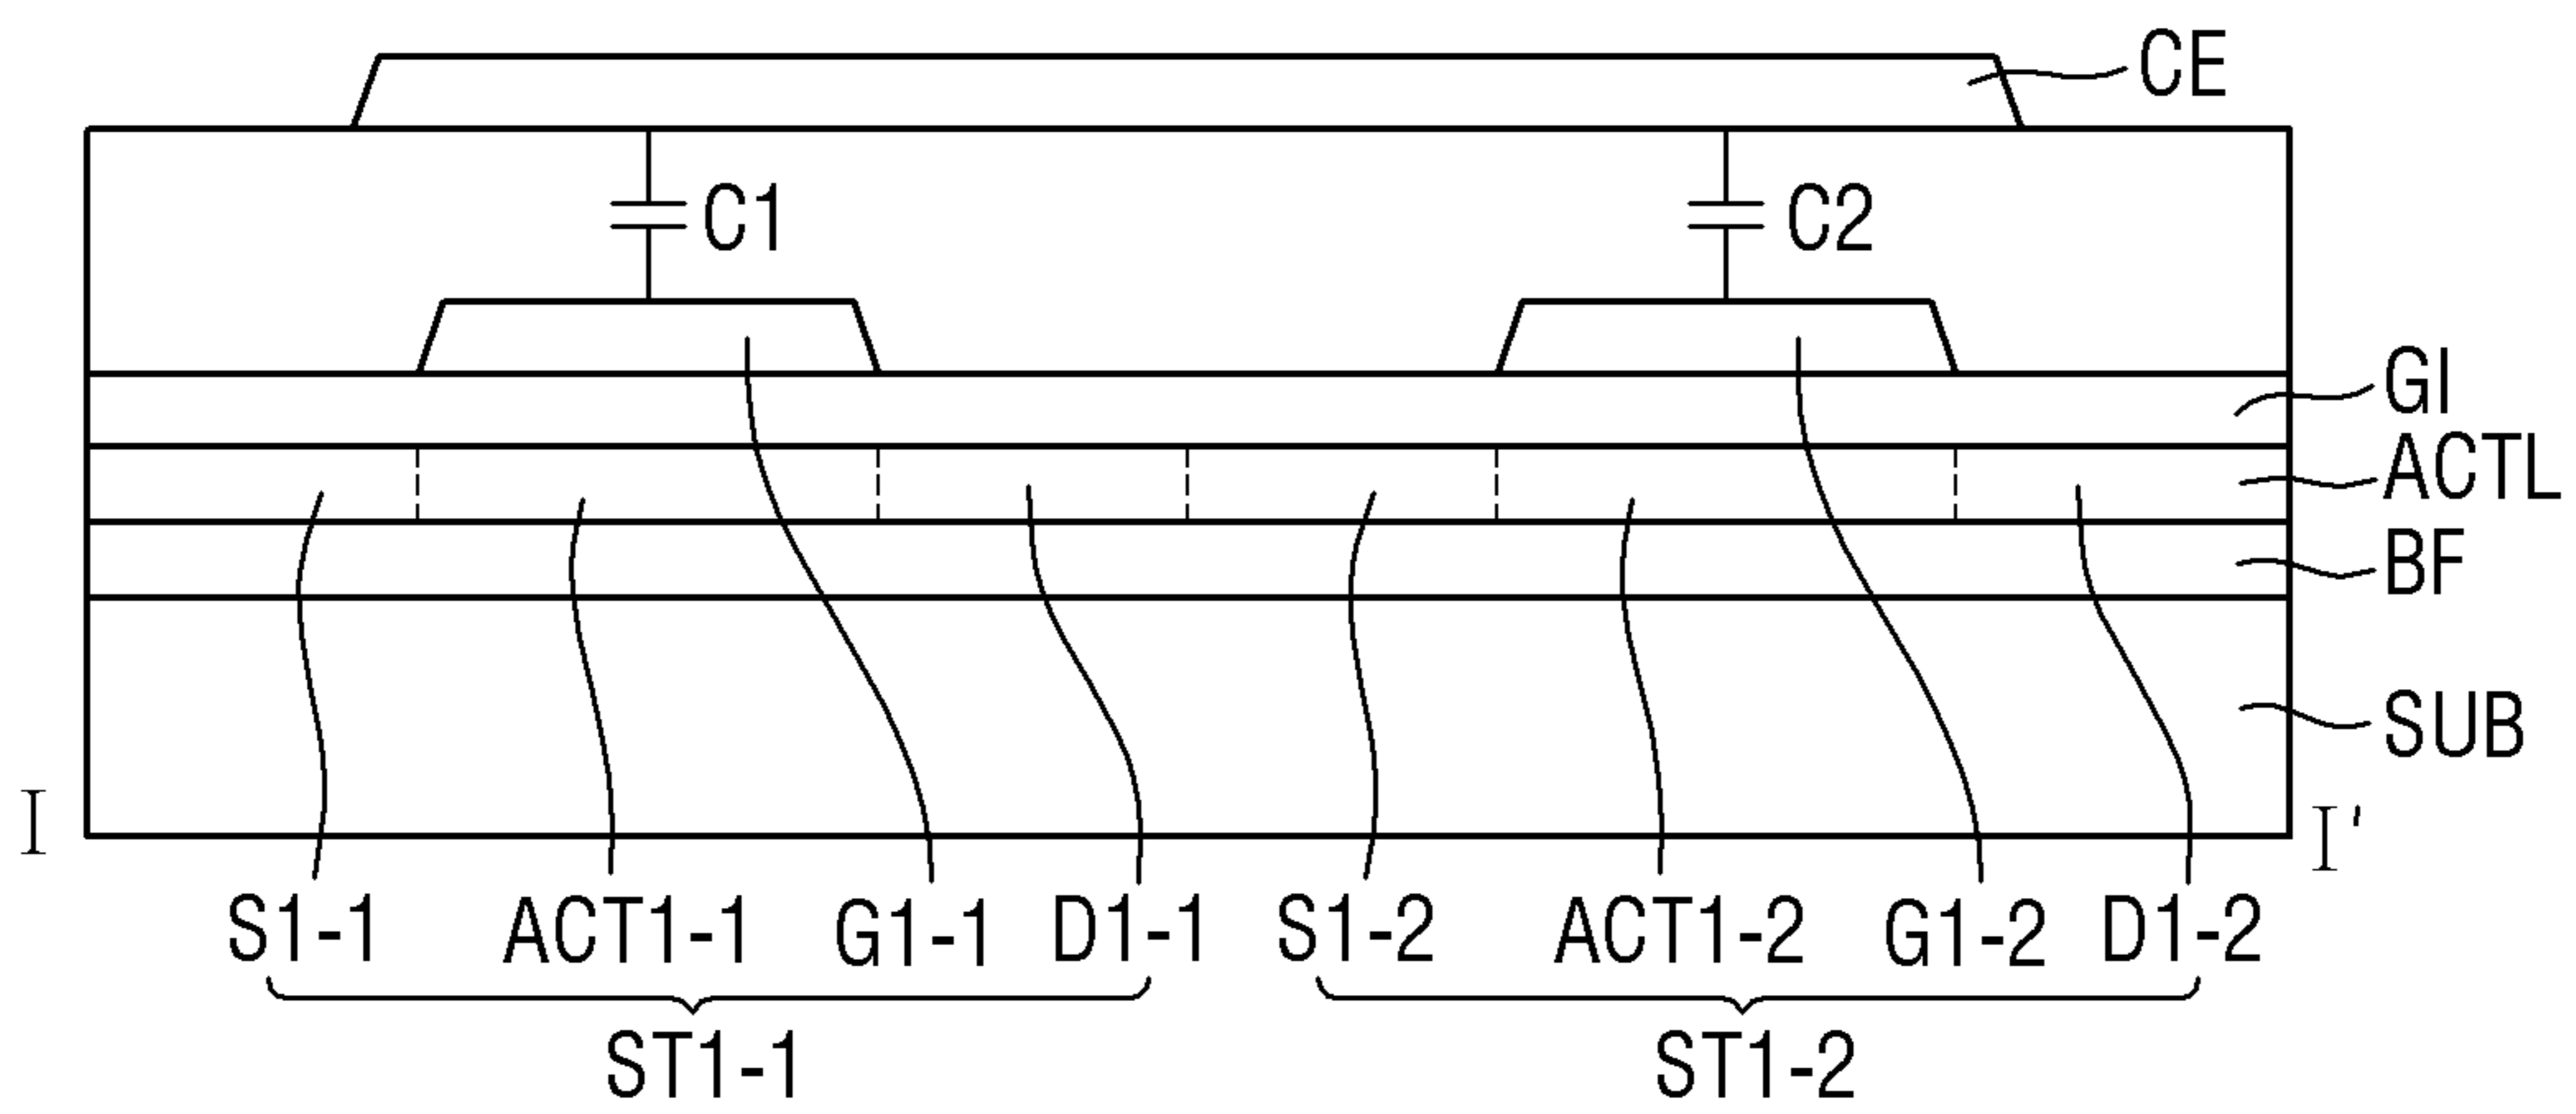 CE
C1
C2
GI
ACTL
BF
SUB
I
I'
S1-1 ACT1-1 G1-1 D1-1 S1-2 ACT1-2 G1-2 D1-2
ST1-1
ST1-2